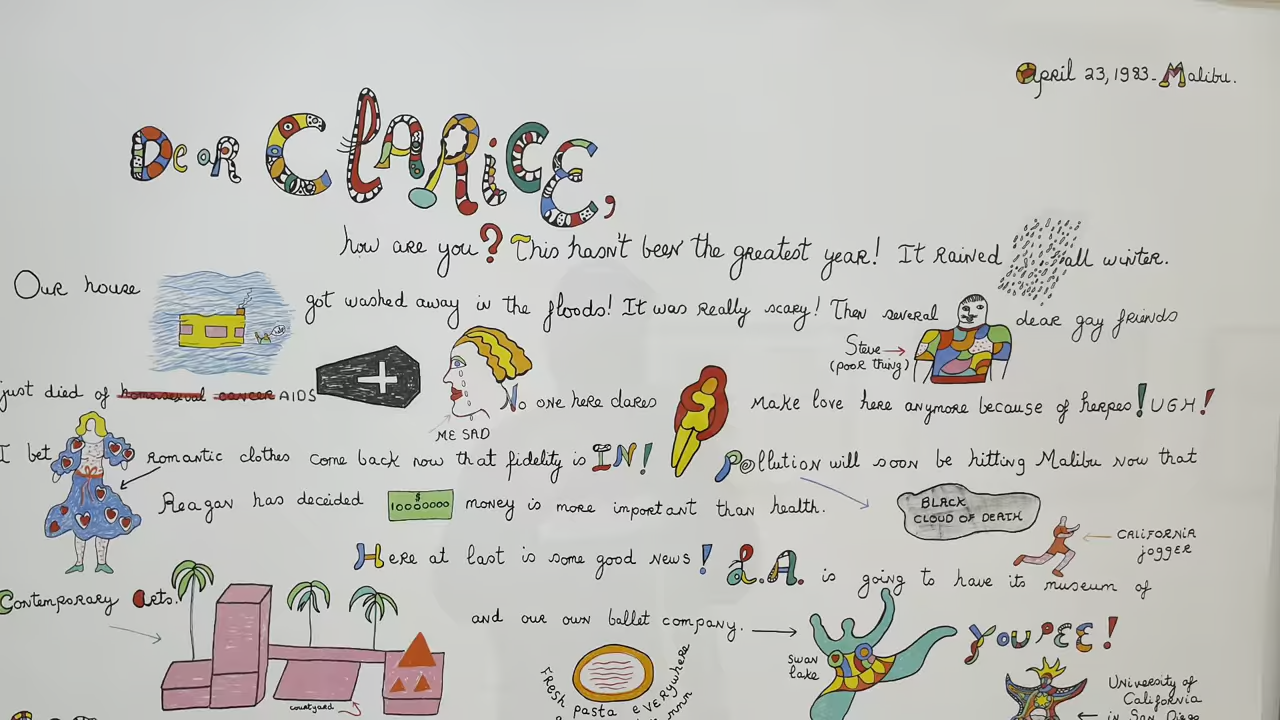 April 23, 1983 - Malibu.
Dear CLARICE,
how are you? This hasn't been the greatest year! It rained all winter.
Our house got washed away in the floods! It was really scary! Then several dear gay friends
Steve
(poor thing)
just died of homosexual cancer AIDS
No one here dares make love here anymore because of herpes! UGH!
ME SAD
I bet romantic clothes come back now that fidelity is IN! Pollution will soon be hitting Malibu now that
Reagan has deceided money is more important than health.
$
10000000
BLACK
CLOUD OF DEATH
CALIFORNIA
jogger
Here at last is some good news! L.A. is going to have its museum of
Contemporary Arts. and our own ballet company. YOUPEE!
courtyard
Swan
lake
Fresh pasta everywhere
University of
California
in San Diego